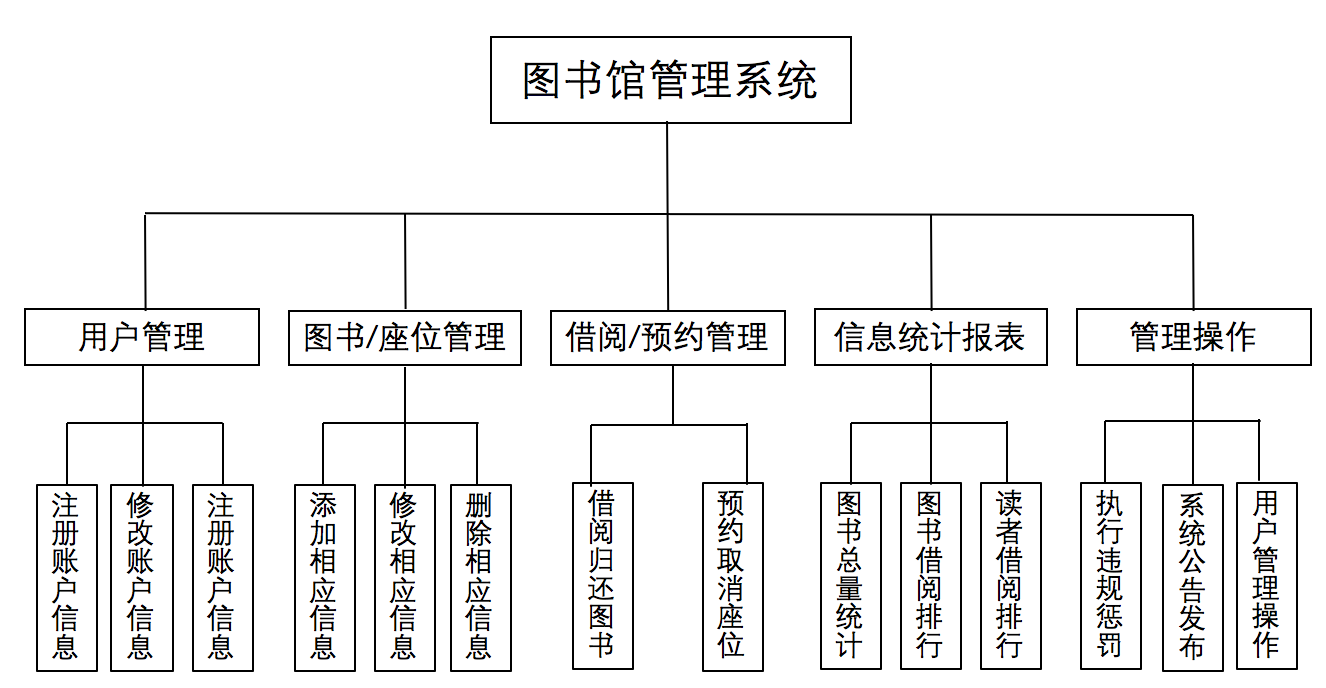 图书馆管理系统
用户管理
图书/座位管理
借阅/预约管理
信息统计报表
管理操作
注册账户信息
修改账户信息
注册账户信息
添加相应信息
修改相应信息
删除相应信息
借阅归还图书
预约取消座位
图书总量统计
图书借阅排行
读者借阅排行
执行违规惩罚
系统公告发布
用户管理操作